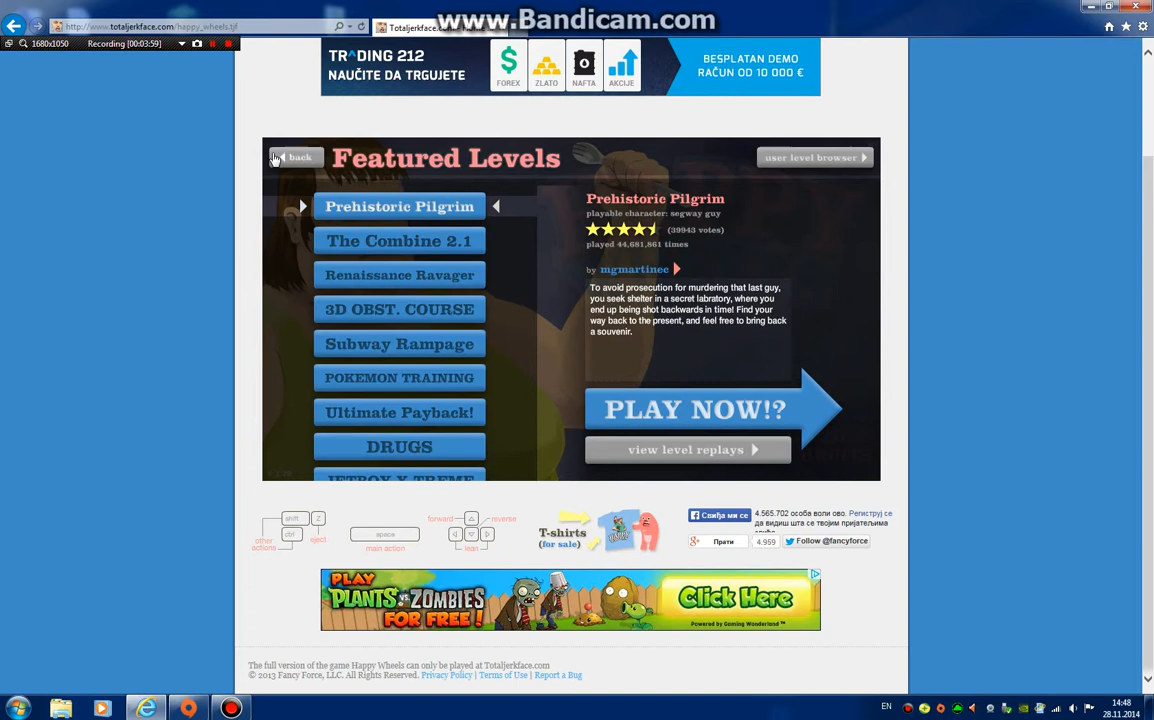 www.Bandicam.com
http://www.totaljerkface.com/happy_wheels.tjf
Totaljerkface.co
1680x1050 Recording [00:03:59]
TRADING 212
NAUČITE DA TRGUJETE
FOREX ZLATO NAFTA AKCIJE
BESPLATAN DEMO
RAČUN OD 10 000 €
back
Featured Levels
user level browser
Prehistoric Pilgrim
The Combine 2.1
Renaissance Ravager
3D OBST. COURSE
Subway Rampage
POKEMON TRAINING
Ultimate Payback!
DRUGS
Prehistoric Pilgrim
playable character: segway guy
(39943 votes)
played 44,681,861 times
by mgmartinec
To avoid prosecution for murdering that last guy,
you seek shelter in a secret labratory, where you
end up being shot backwards in time! Find your
way back to the present, and feel free to bring back
a souvenir.
PLAY NOW!?
view level replays
shift Z
ctrl eject
other
actions
space
main action
forward reverse
lean
T-shirts
(for sale)
Свиђа ми се
4.565.702 особа воли ово. Региструј се
да видиш шта се твојим пријатељима
Прати 4.959 Follow @fancyforce
PLAY
PLANTS VS. ZOMBIES
FOR FREE!
Click Here
Powered by Gaming Wonderland™
The full version of the game Happy Wheels can only be played at Totaljerkface.com
© 2013 Fancy Force, LLC. All Rights Reserved. Privacy Policy | Terms of Use | Report a Bug
EN
14:48
28.11.2014